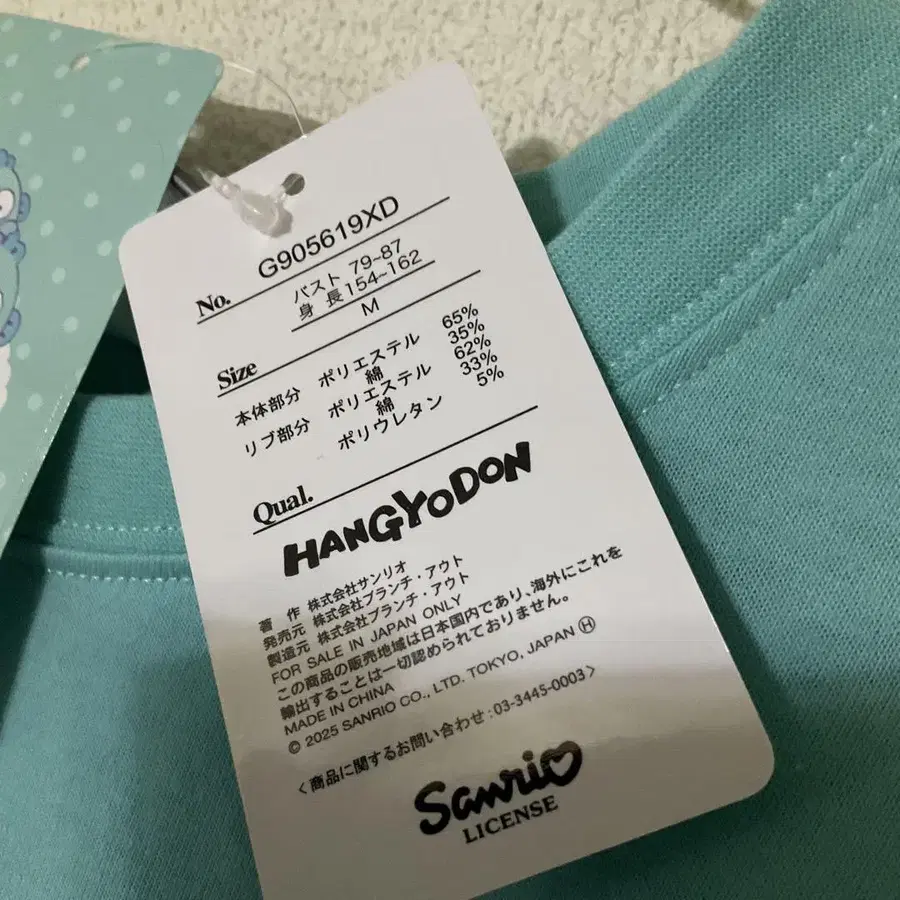 No. G905619XD
バスト 79~87
身 長154~162
M
Size
本体部分 ポリエステル 65%
綿 35%
リブ部分 ポリエステル 62%
綿 33%
ポリウレタン 5%
Qual.
HANGYODON
著 作 株式会社サンリオ
発売元 株式会社ブランチ・アウト
製造元 株式会社ブランチ・アウト
FOR SALE IN JAPAN ONLY
この商品の販売地域は日本国内であり、海外にこれを
輸出することは一切認められておりません。
MADE IN CHINA
© 2025 SANRIO CO., LTD. TOKYO, JAPAN Ⓗ
〈商品に関するお問い合わせ:03-3445-0003〉
Sanrio
LICENSE